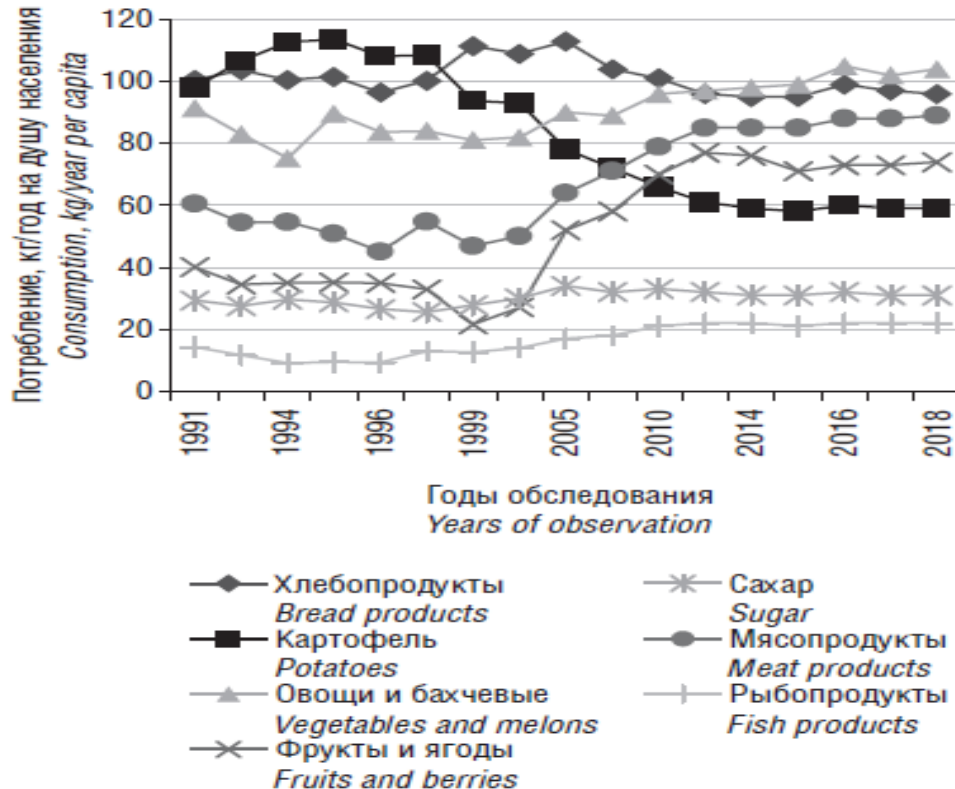 Потребление, кг/год на душу населения
Consumption, kg/year per capita
120
100
80
60
40
20
0
1991
1994
1996
1999
2005
2010
2014
2016
2018
Годы обследования
Years of observation
Хлебопродукты
Bread products
Картофель
Potatoes
Овощи и бахчевые
Vegetables and melons
Фрукты и ягоды
Fruits and berries
Сахар
Sugar
Мясопродукты
Meat products
Рыбопродукты
Fish products